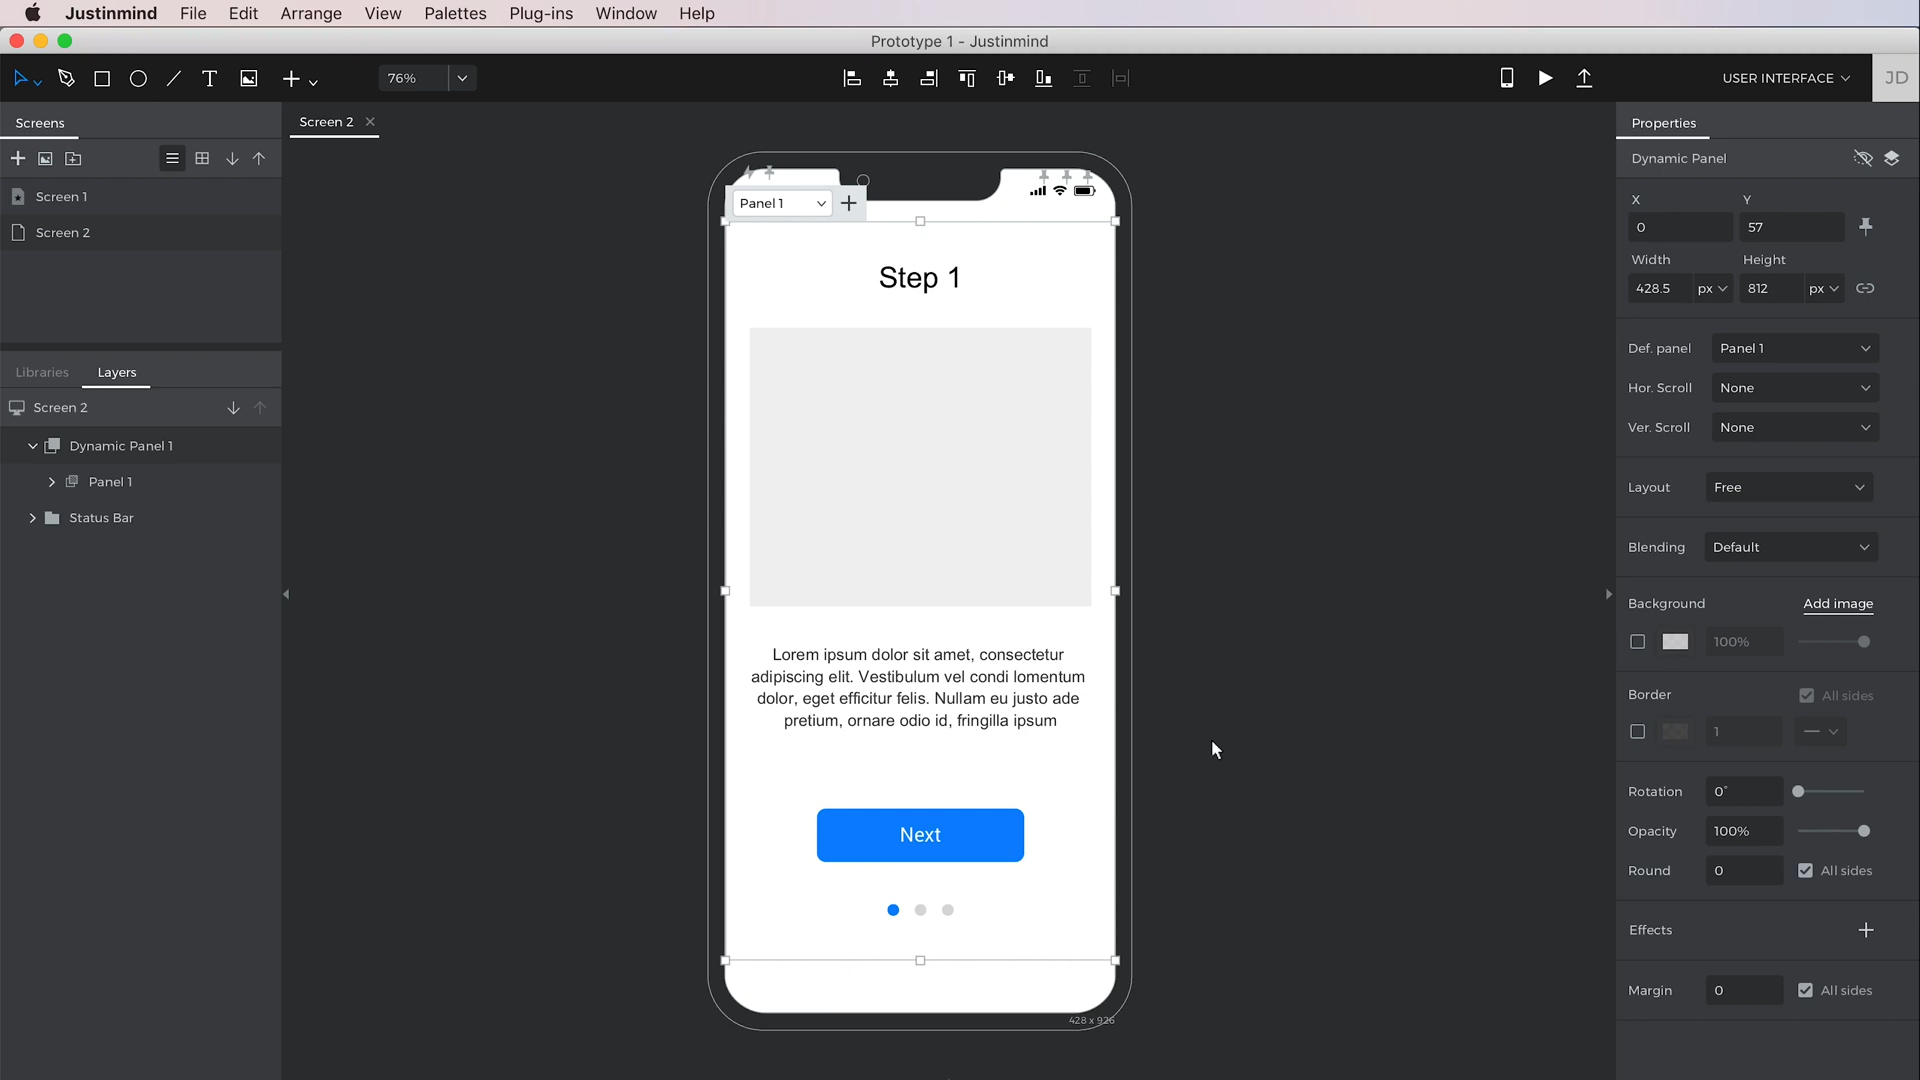 Justinmind File Edit Arrange View Palettes Plug-ins Window Help
Prototype 1 - Justinmind
76%
USER INTERFACE
JD
Screens
Screen 1
Screen 2
Libraries Layers
Screen 2
Dynamic Panel 1
Panel 1
Status Bar
Screen 2
Panel 1
Step 1
Lorem ipsum dolor sit amet, consectetur
adipiscing elit. Vestibulum vel condi lomentum
dolor, eget efficitur felis. Nullam eu justo ade
pretium, ornare odio id, fringilla ipsum
Next
428 x 926
Properties
Dynamic Panel
X Y
0 57
Width Height
428.5 px 812 px
Def. panel Panel 1
Hor. Scroll None
Ver. Scroll None
Layout Free
Blending Default
Background Add image
100%
Border All sides
1
Rotation 0°
Opacity 100%
Round 0 All sides
Effects
Margin 0 All sides